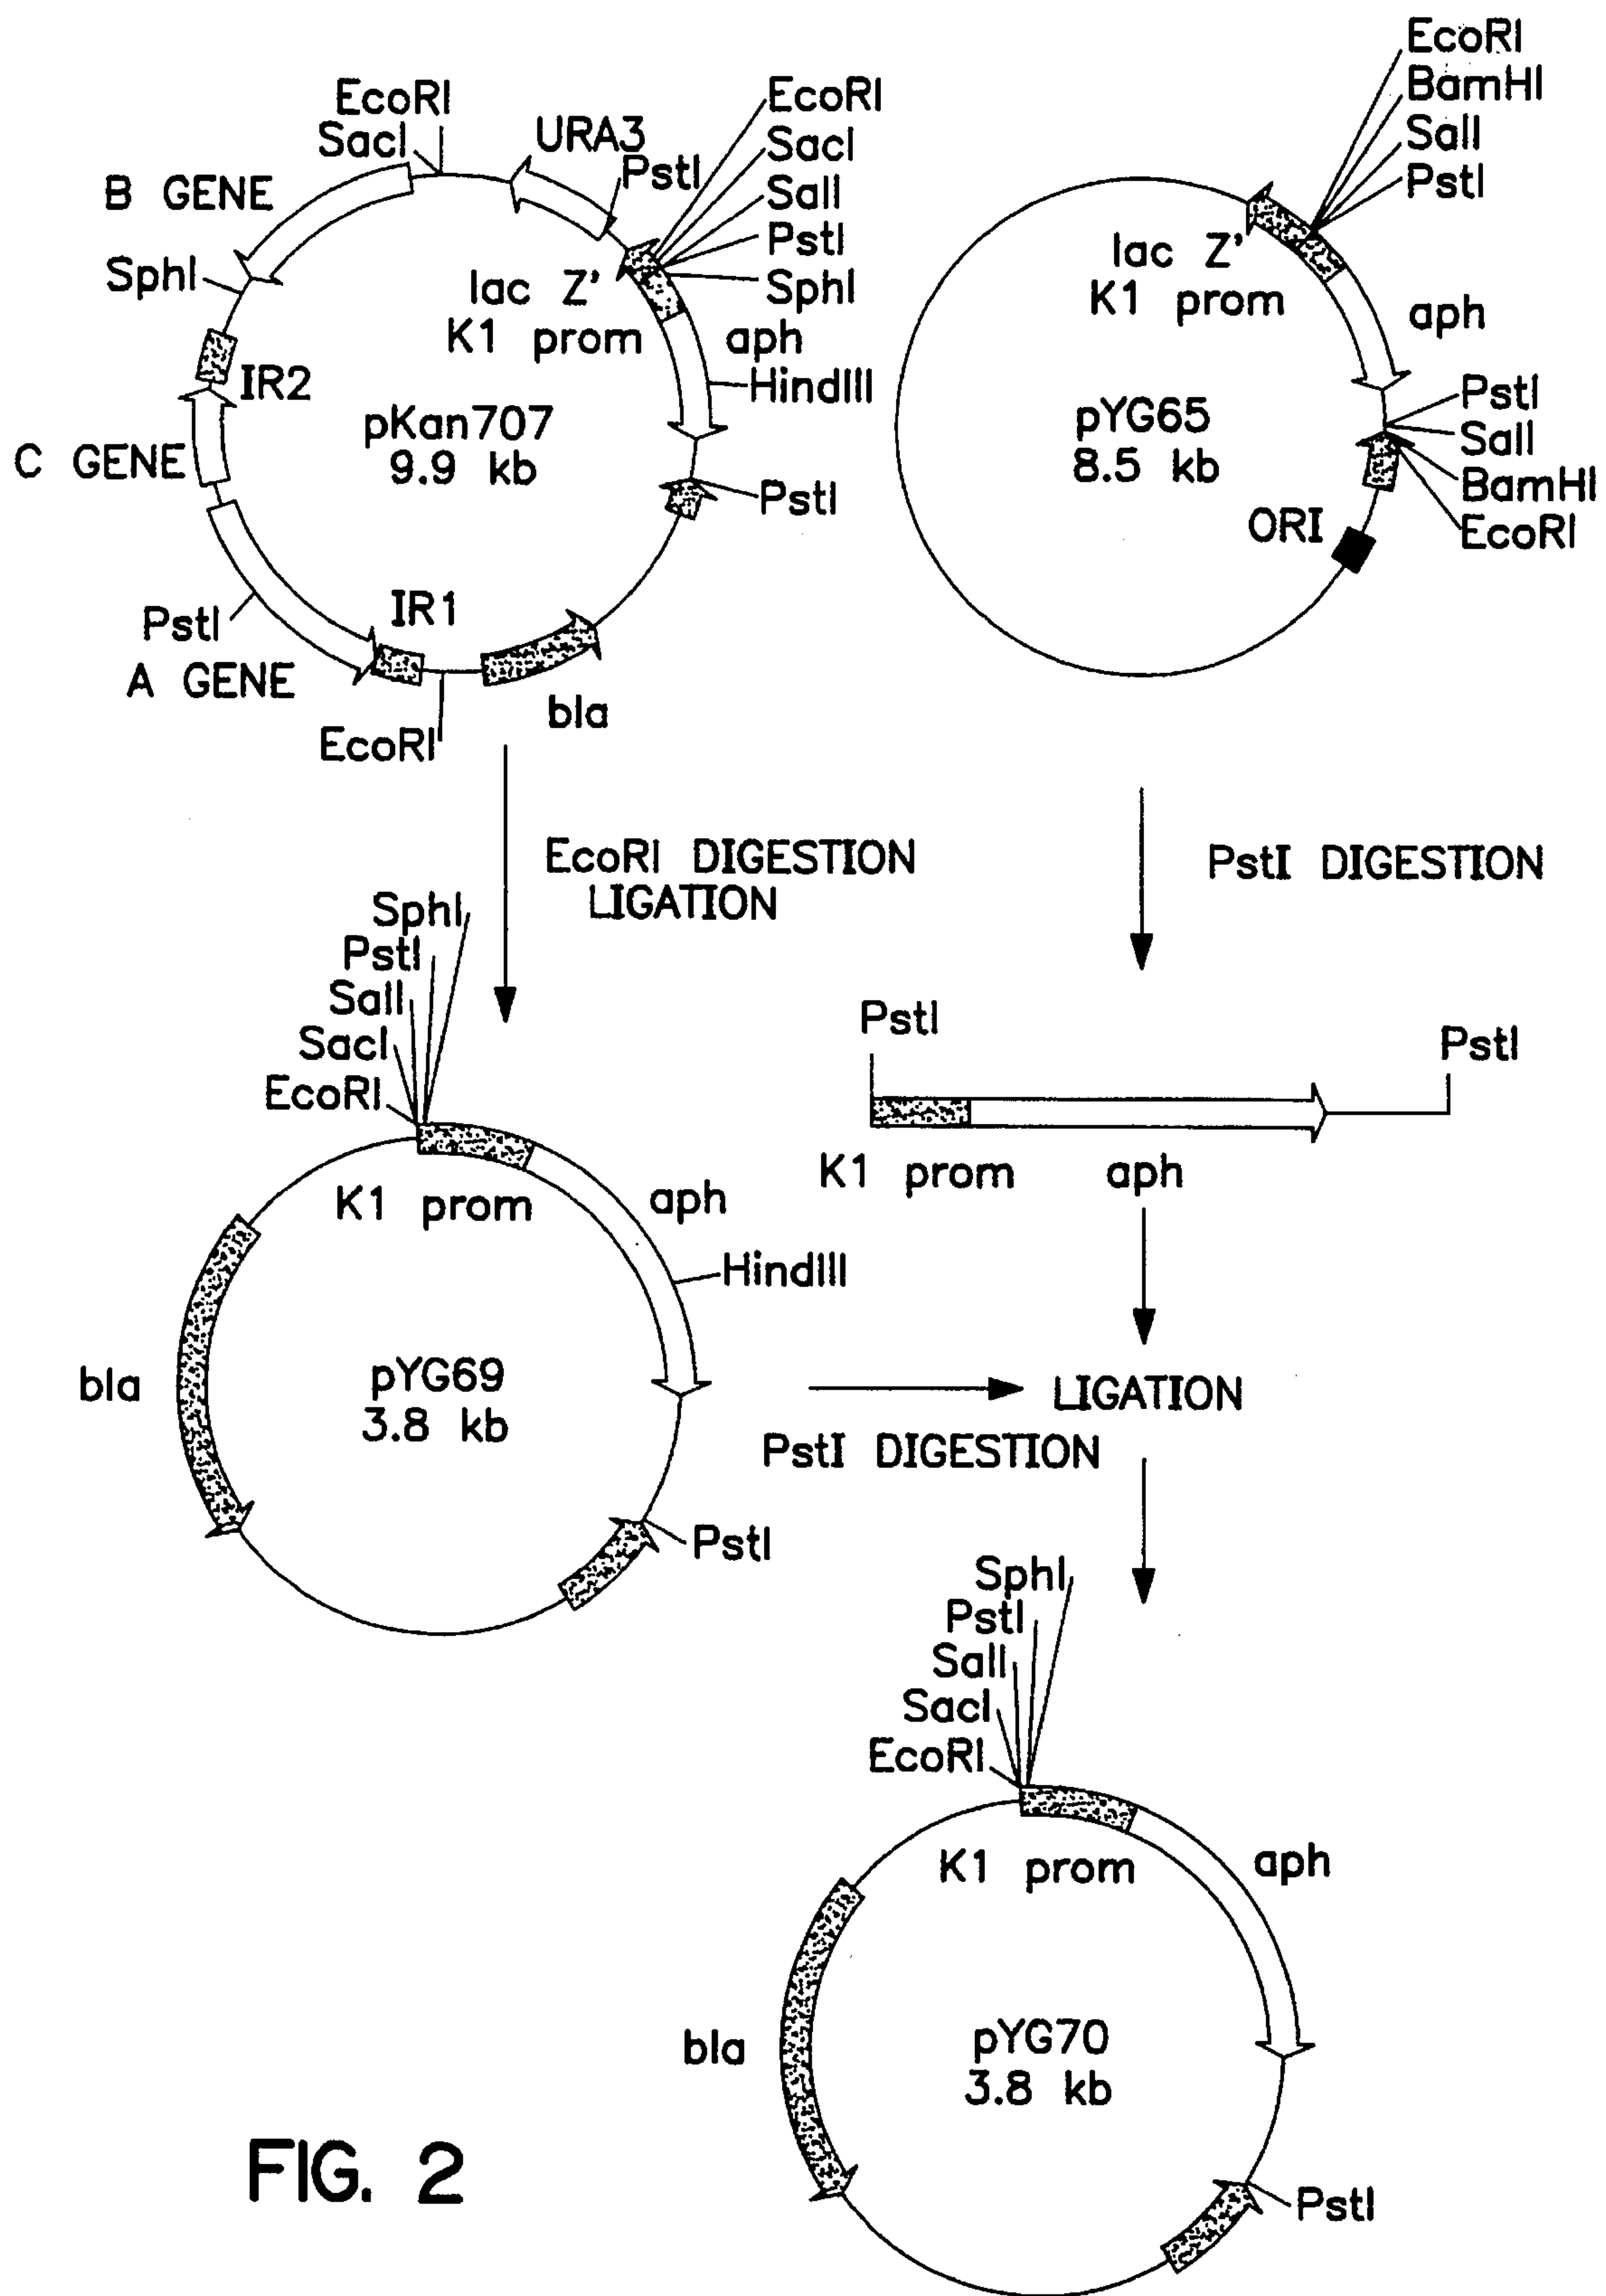 EcoRI
SacI
B GENE
SphI
IR2
C GENE
PstI
A GENE
IR1
EcoRI
bla
URA3
PstI
EcoRI
SacI
SalI
PstI
SphI
lac Z'
K1 prom
aph
HindIII
pKan707
9.9 kb
PstI
EcoRI
BamHI
SalI
PstI
lac Z'
K1 prom
aph
pYG65
8.5 kb
PstI
SalI
BamHI
EcoRI
ORI
EcoRI DIGESTION
LIGATION
PstI DIGESTION
SphI
PstI
SalI
SacI
EcoRI
K1 prom
aph
HindIII
bla
pYG69
3.8 kb
PstI
PstI
PstI
K1 prom
aph
LIGATION
PstI DIGESTION
SphI
PstI
SalI
SacI
EcoRI
K1 prom
aph
bla
pYG70
3.8 kb
PstI
FIG. 2